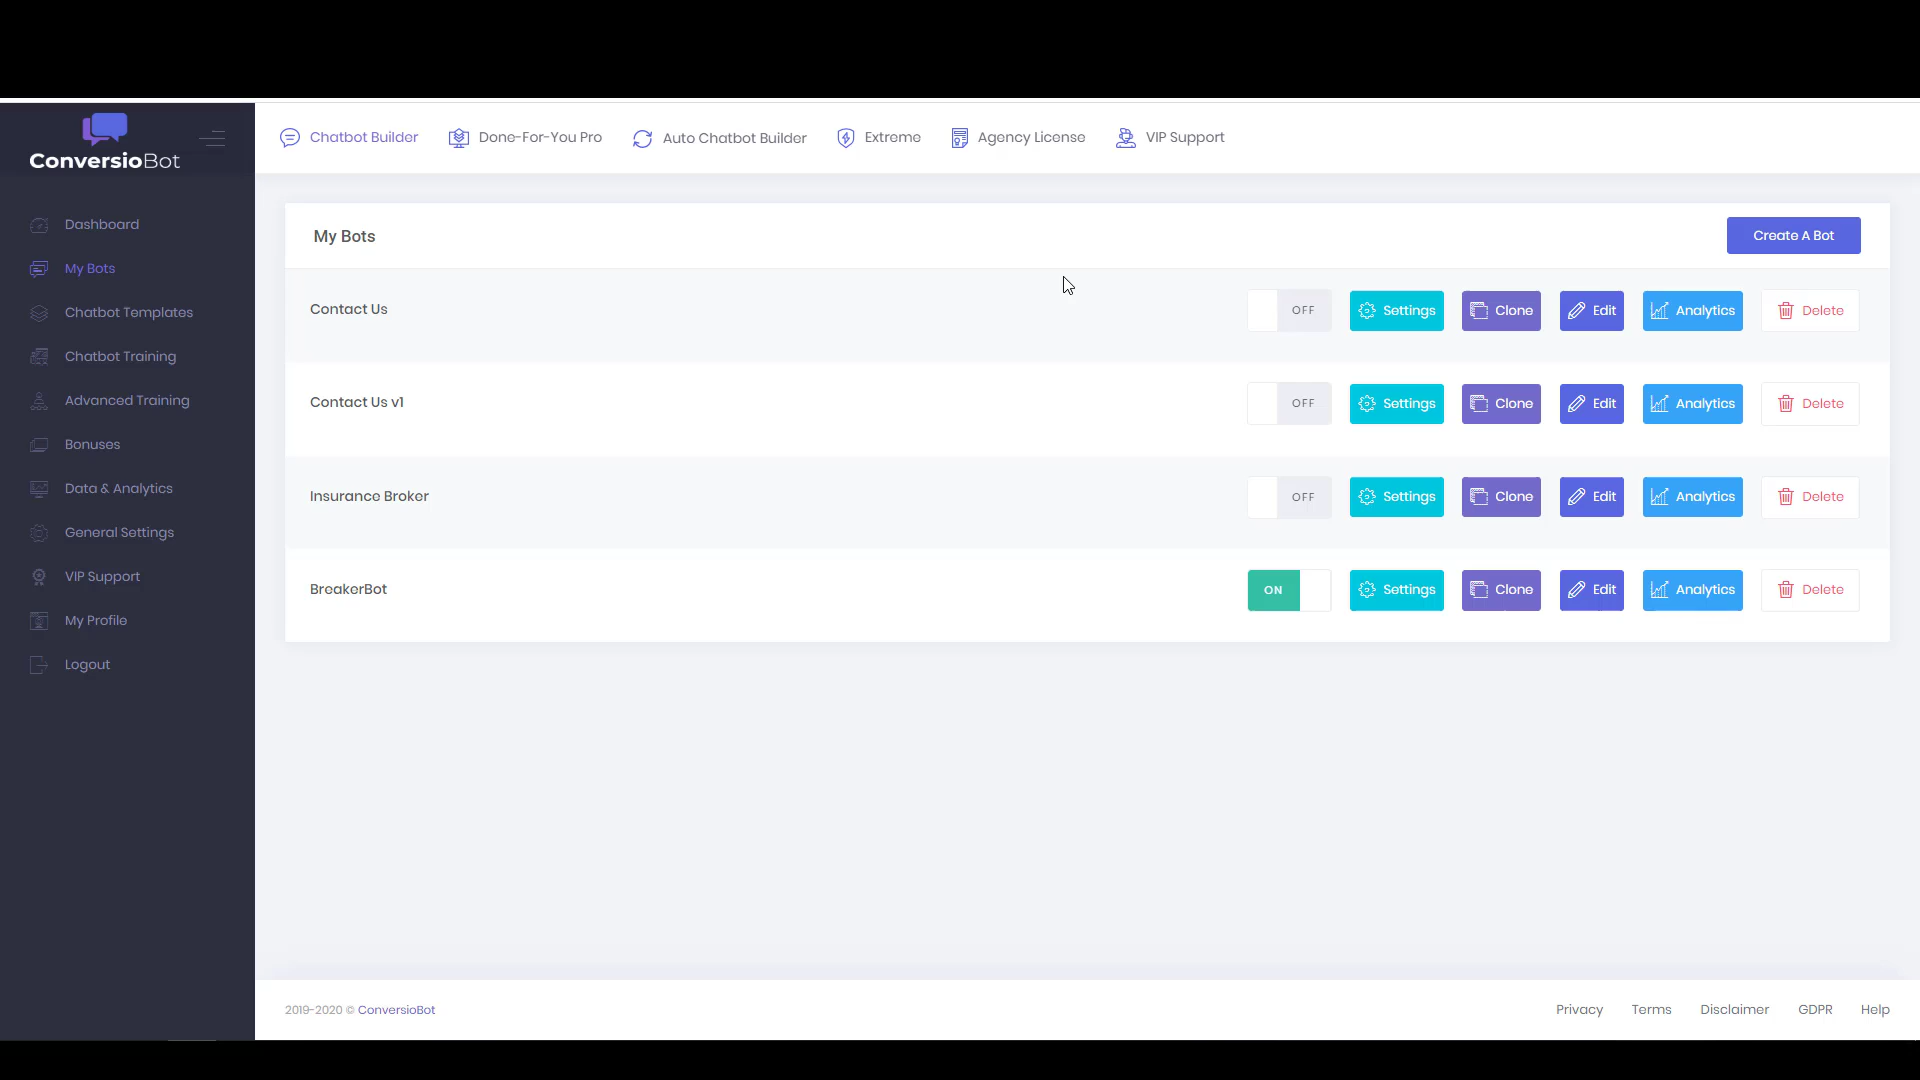 ConversioBot
Chatbot Builder
Done-For-You Pro
Auto Chatbot Builder
Extreme
Agency License
VIP Support
Dashboard
My Bots
Chatbot Templates
Chatbot Training
Advanced Training
Bonuses
Data & Analytics
General Settings
VIP Support
My Profile
Logout
My Bots
Create A Bot
Contact Us
OFF
Settings
Clone
Edit
Analytics
Delete
Contact Us v1
OFF
Settings
Clone
Edit
Analytics
Delete
Insurance Broker
OFF
Settings
Clone
Edit
Analytics
Delete
BreakerBot
ON
Settings
Clone
Edit
Analytics
Delete
2019-2020 © ConversioBot
Privacy
Terms
Disclaimer
GDPR
Help